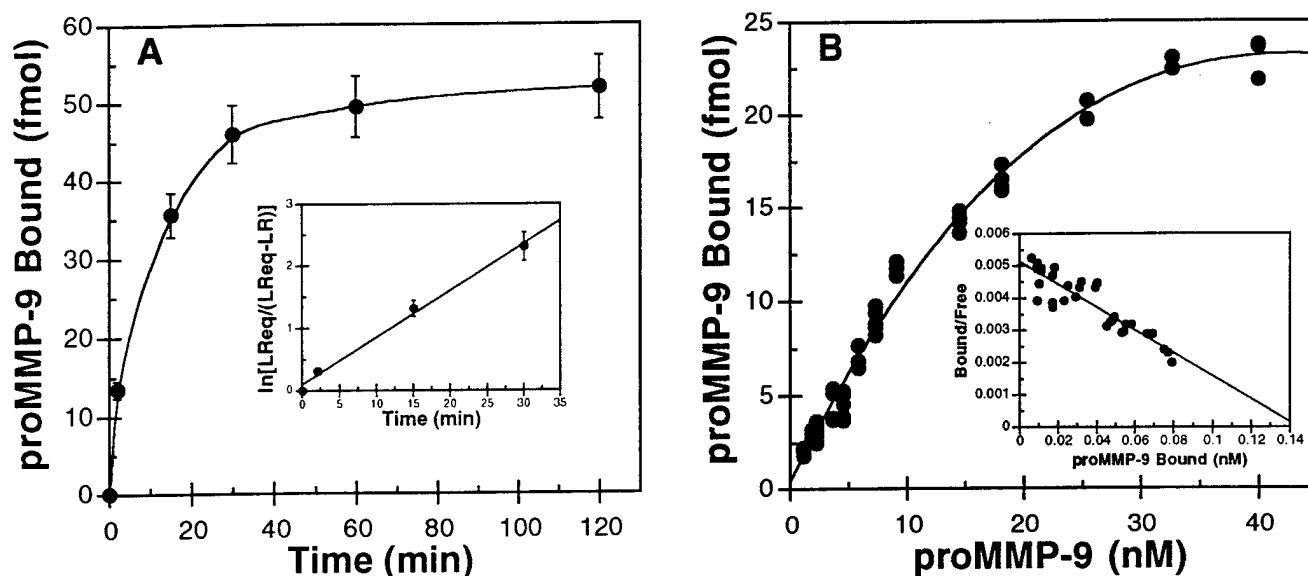 A
proMMP-9 Bound (fmol)
60
50
40
30
20
10
0
0 20 40 60 80 100 120
Time (min)
ln[LReq/(LReq-LR)]
3
2
1
0
0 5 10 15 20 25 30 35
Time (min)
B
proMMP-9 Bound (fmol)
25
20
15
10
5
0
0 10 20 30 40
proMMP-9 (nM)
Bound/Free
0.006
0.005
0.004
0.003
0.002
0.001
0
0 0.02 0.04 0.06 0.08 0.1 0.12 0.14
proMMP-9 Bound (nM)